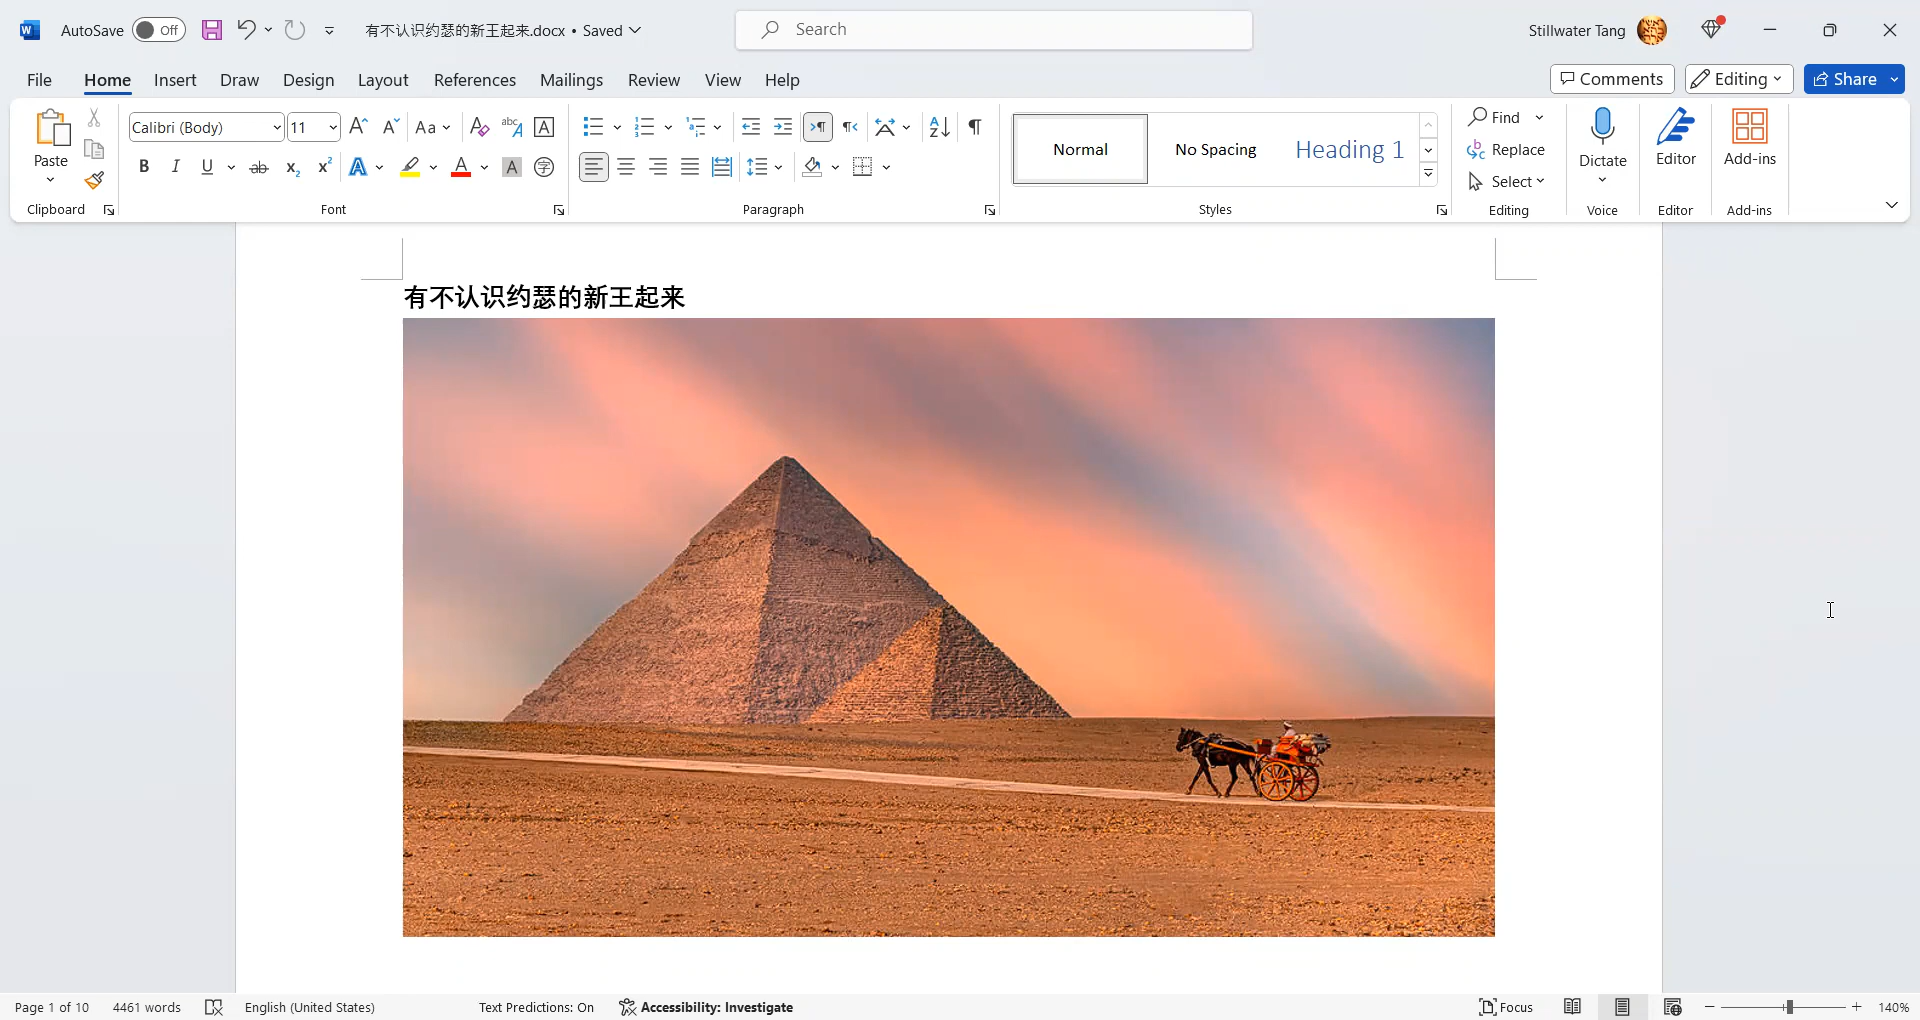 AutoSave Off 有不认识约瑟的新王起来.docx • Saved Search Stillwater Tang
File Home Insert Draw Design Layout References Mailings Review View Help Comments Editing Share
Paste Calibri (Body) 11 Aa Normal No Spacing Heading 1 Find Replace Select Dictate Editor Add-ins
Clipboard Font Paragraph Styles Editing Voice Editor Add-ins
有不认识约瑟的新王起来
Page 1 of 10 4461 words English (United States) Text Predictions: On Accessibility: Investigate Focus 140%